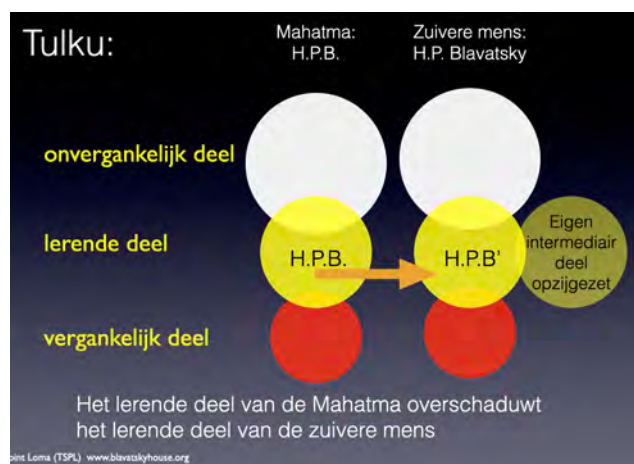 Tulku:
Mahatma:
H.P.B.
Zuivere mens:
H.P. Blavatsky
onvergankelijk deel
lerende deel
H.P.B.
H.P.B'
Eigen
intermediair
deel
opzijgezet
vergankelijk deel
Het lerende deel van de Mahatma overschaduwt
het lerende deel van de zuivere mens
oint Loma (TSPL) www.blavatskyhouse.org